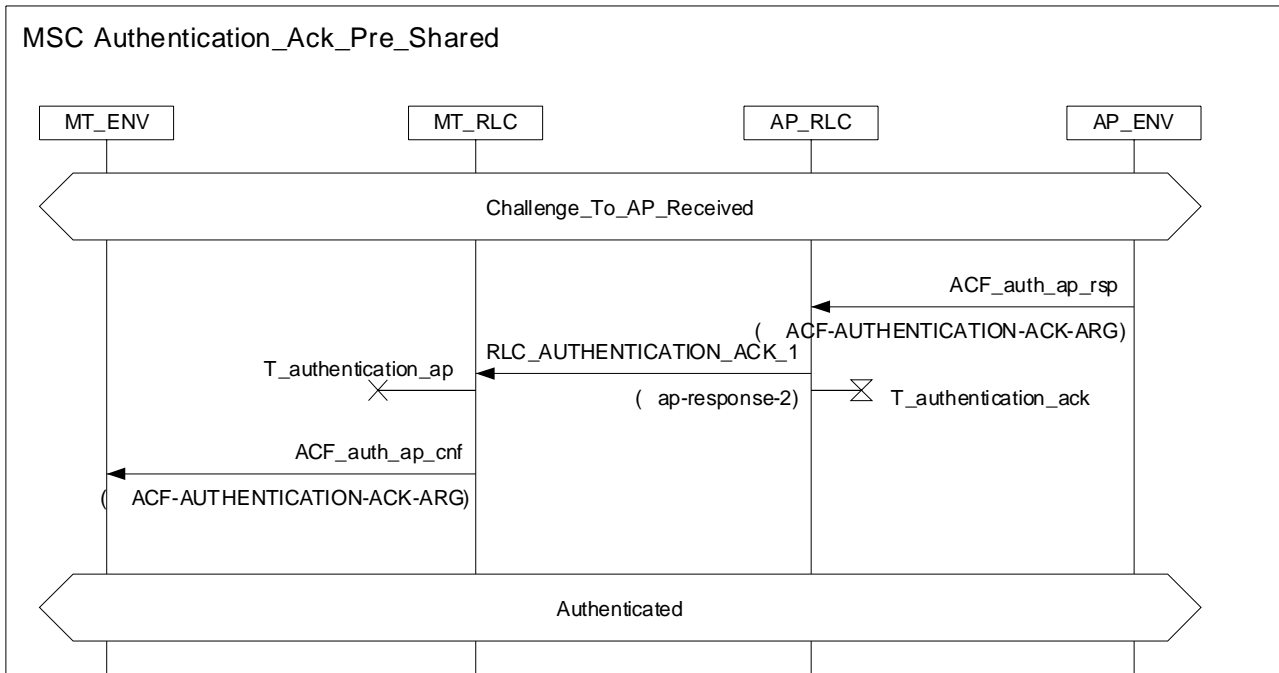 MSC Authentication_Ack_Pre_Shared
MT_ENV MT_RLC AP_RLC AP_ENV
Challenge_To_AP_Received
ACF_auth_ap_rsp
( ACF-AUTHENTICATION-ACK-ARG)
RLC_AUTHENTICATION_ACK_1
T_authentication_ap
( ap-response-2) T_authentication_ack
ACF_auth_ap_cnf
( ACF-AUTHENTICATION-ACK-ARG)
Authenticated